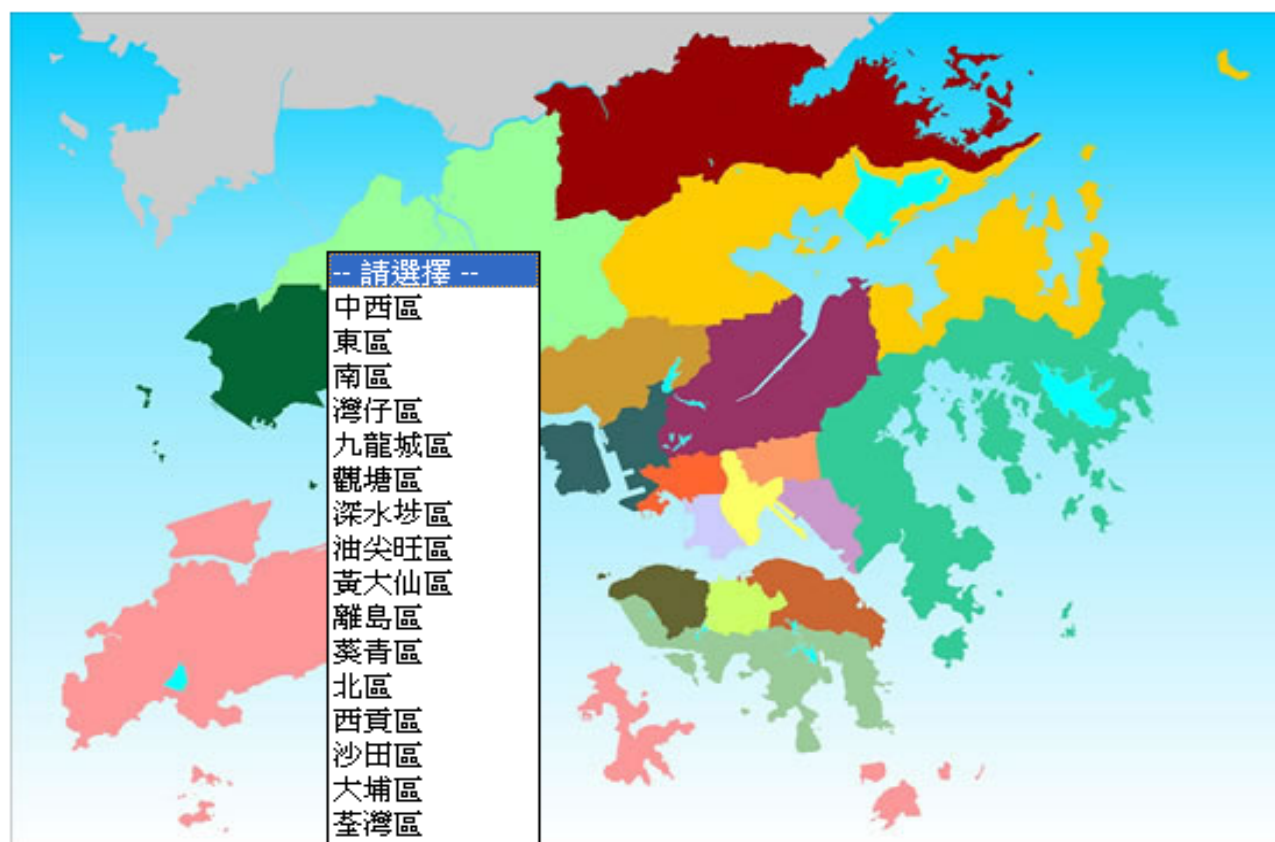 -- 請選擇 --
中西區
東區
南區
灣仔區
九龍城區
觀塘區
深水埗區
油尖旺區
黃大仙區
離島區
葵青區
北區
西貢區
沙田區
大埔區
荃灣區